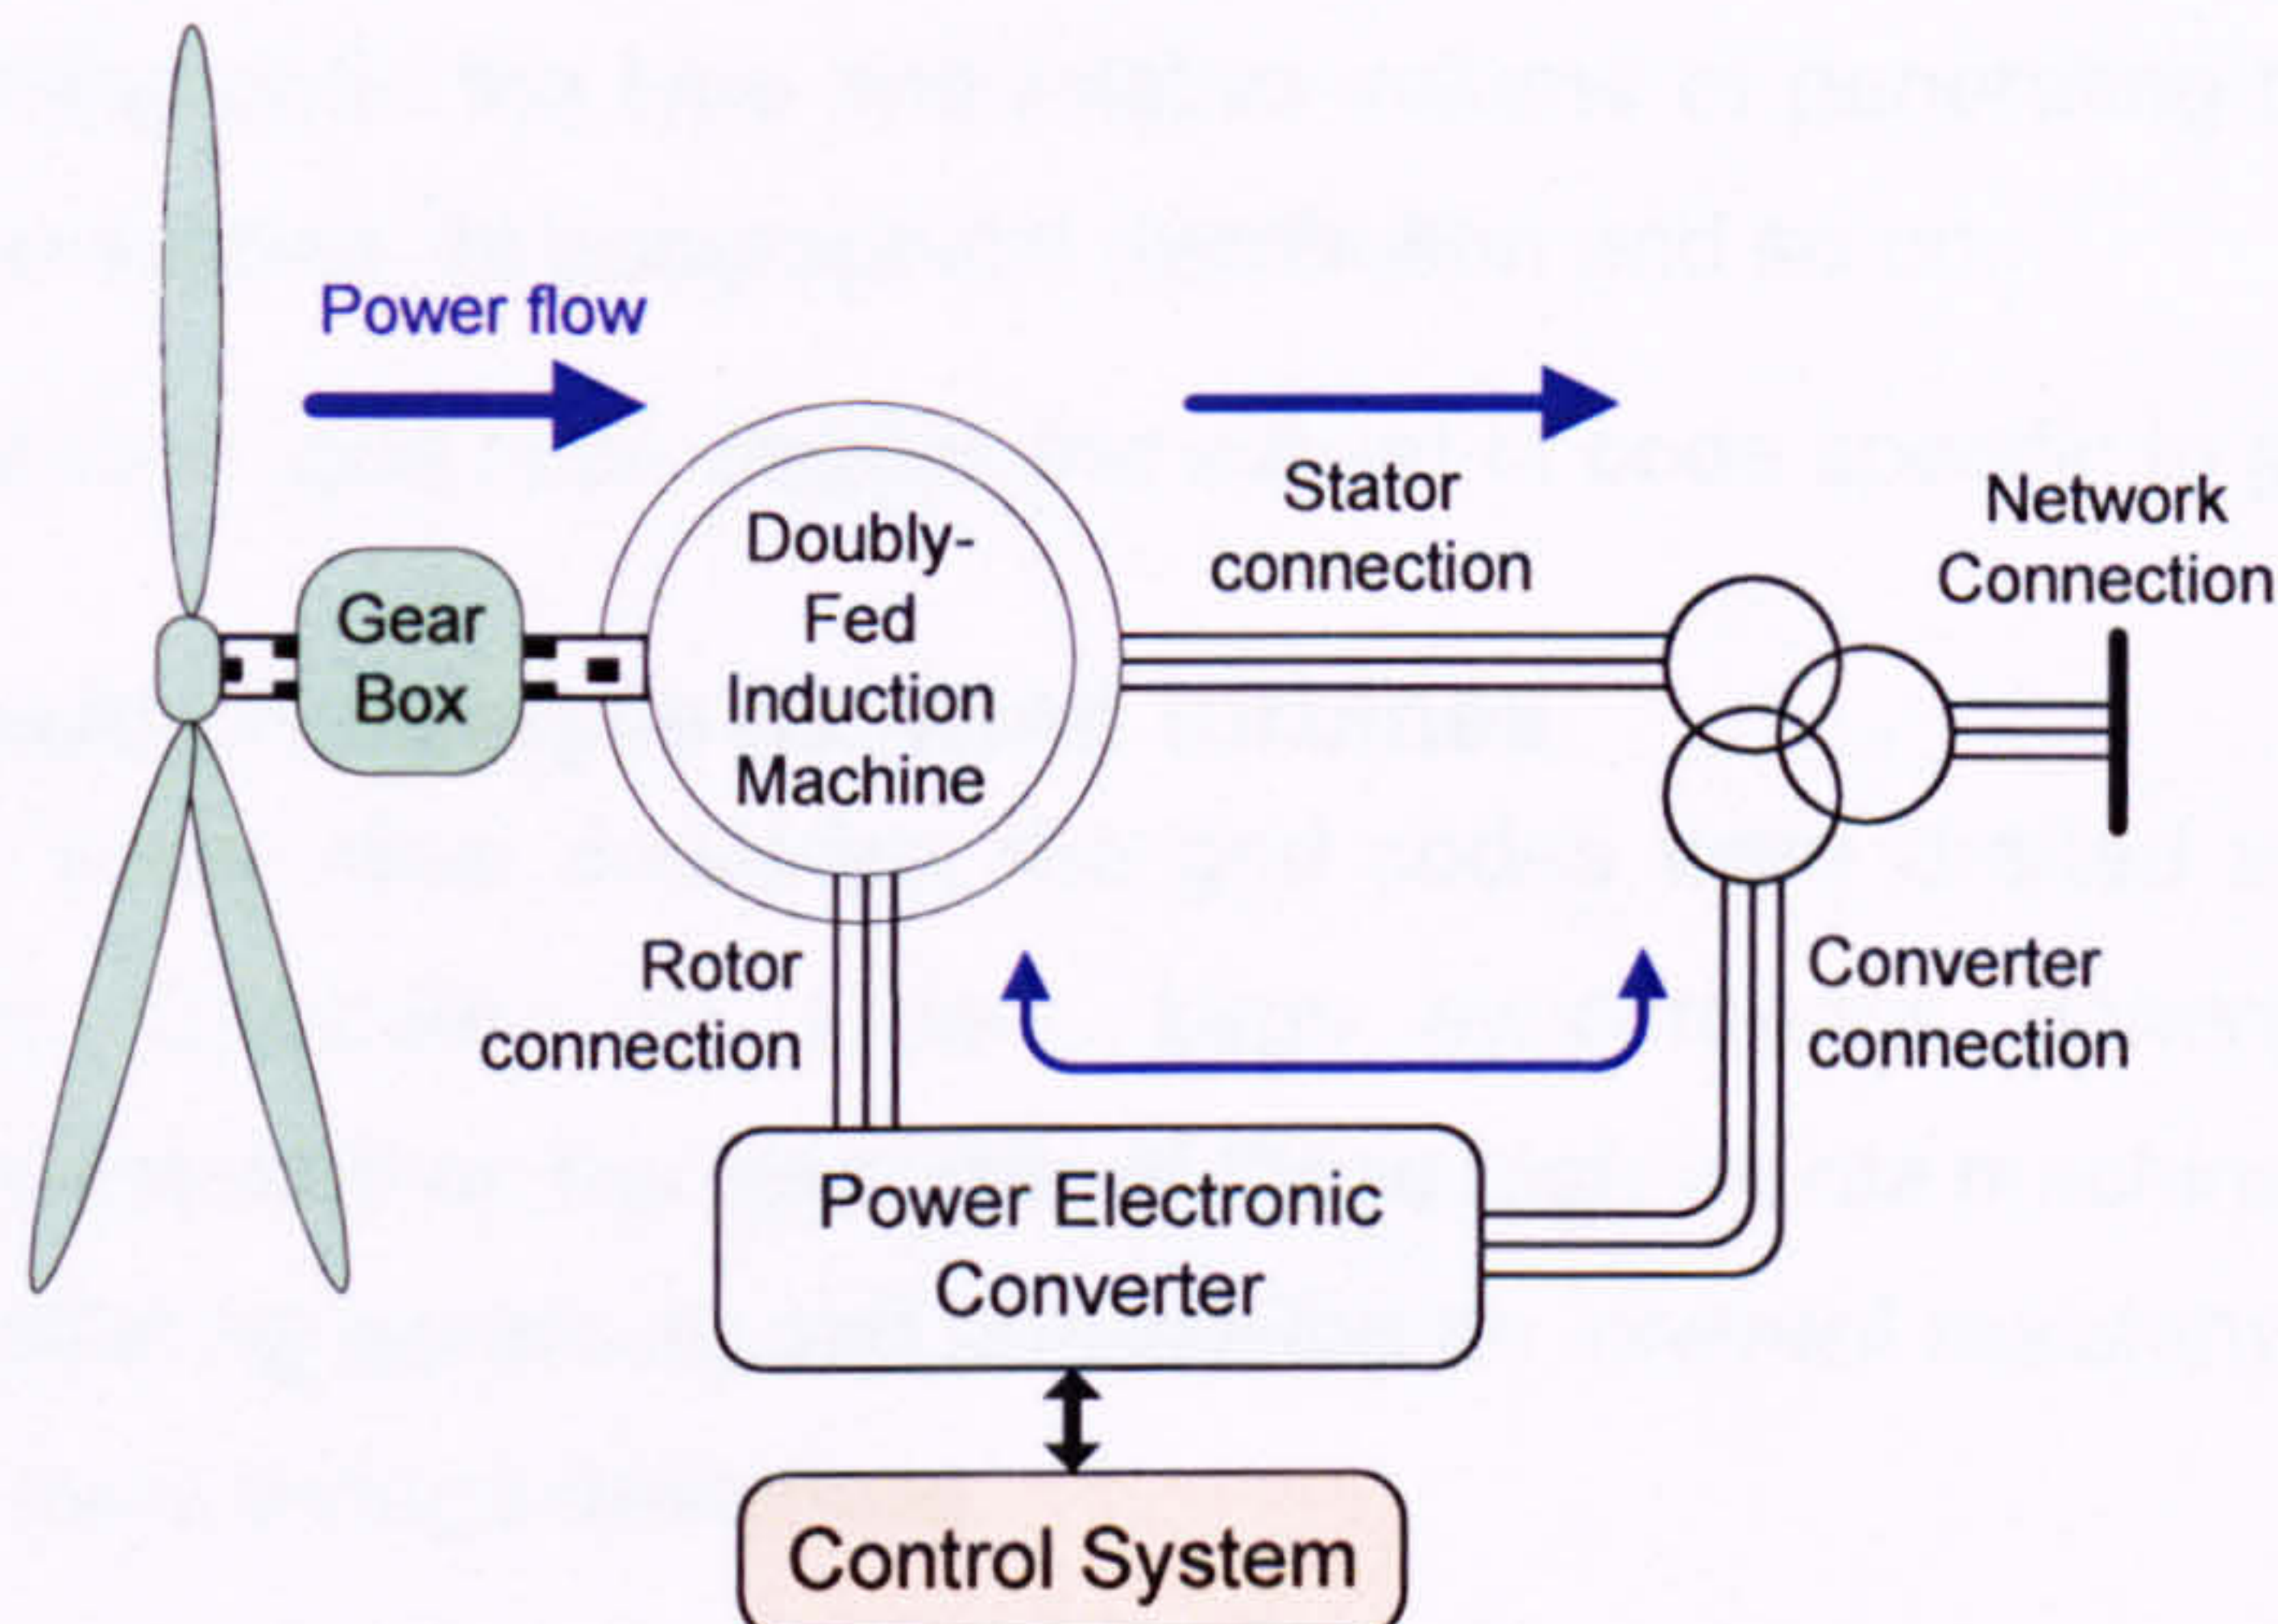 Power flow
Stator
connection
Network
Connection
Doubly-
Fed
Induction
Machine
Gear
Box
Rotor
connection
Converter
connection
Power Electronic
Converter
Control System